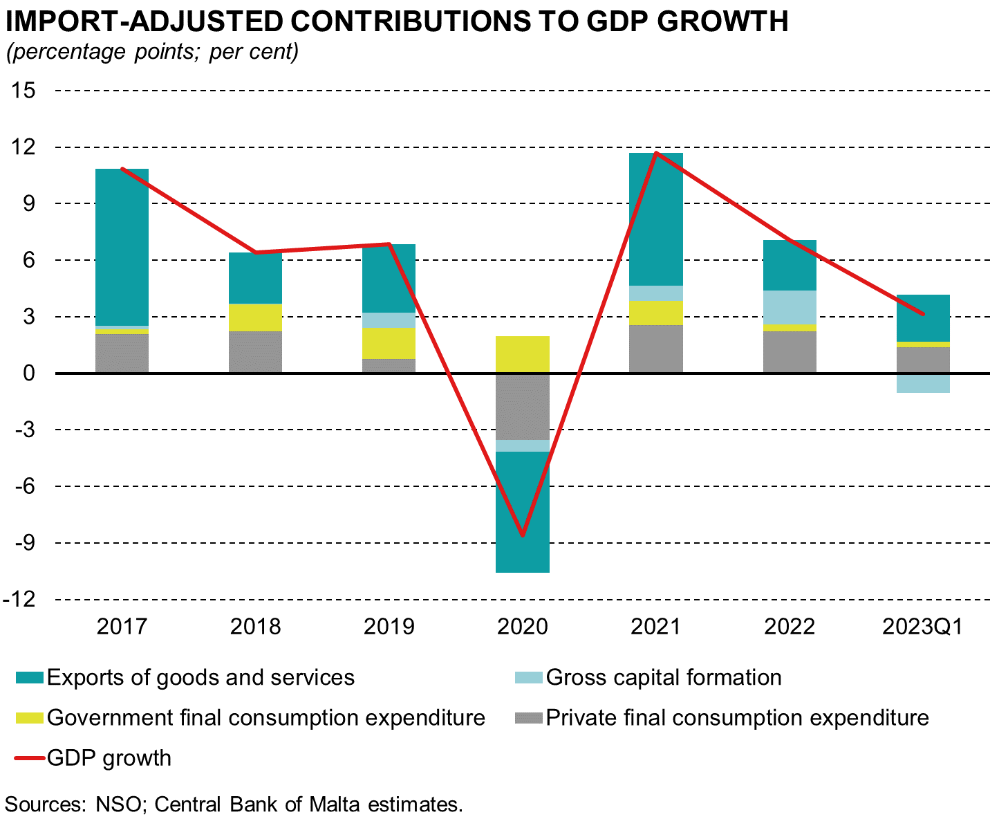 IMPORT-ADJUSTED CONTRIBUTIONS TO GDP GROWTH
(percentage points; per cent)
15
12
9
6
3
0
-3
-6
-9
-12
2017 2018 2019 2020 2021 2022 2023Q1
Exports of goods and services Gross capital formation
Government final consumption expenditure Private final consumption expenditure
GDP growth
Sources: NSO; Central Bank of Malta estimates.